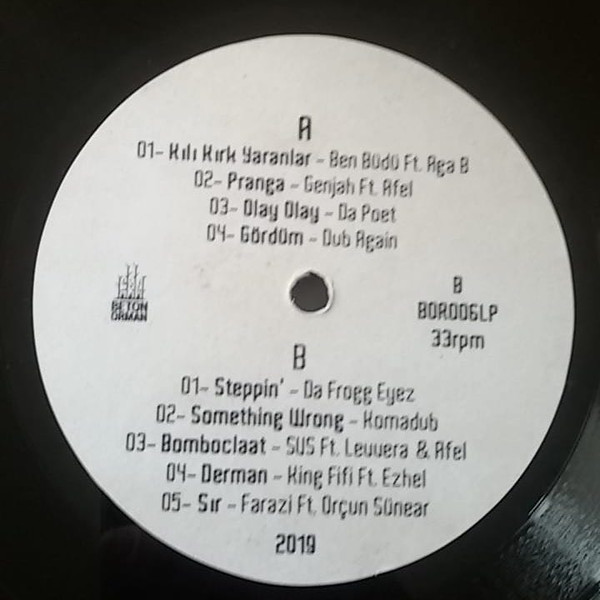 A
01- Kılı Kırk Yaranlar - Ben Büdü Ft. Aga B
02- Pranga - Genjah Ft. Afel
03- Olay Olay - Da Poet
04- Gördüm - Dub Again
BETON
ORMAN
B
BOR006LP
33rpm
B
01- Steppin' - Da Frogg Eyez
02- Something Wrong - Komadub
03- Bomboclaat - SUS Ft. Levvera & Afel
04- Derman - King Fifi Ft. Ezhel
05- Sır - Farazi Ft. Orçun Sünear
2019